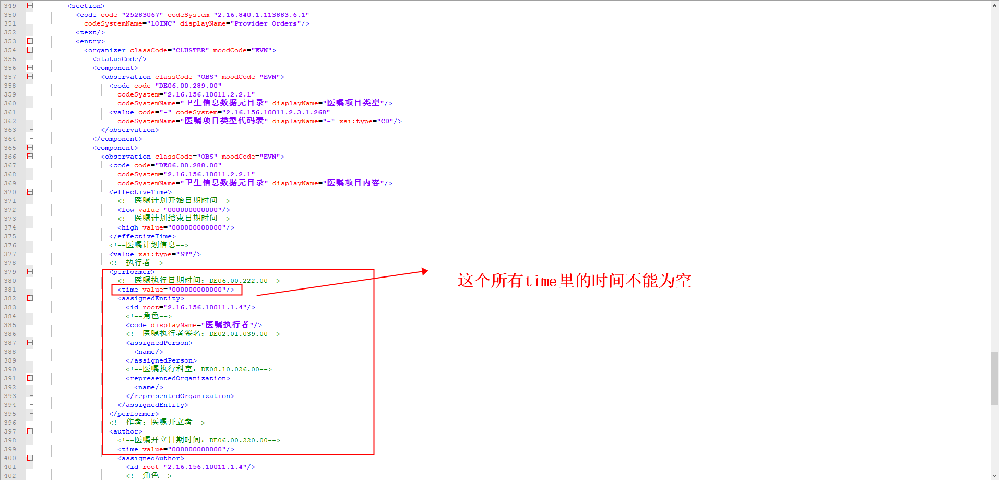 349 <section>
350 <code code="25283067" codeSystem="2.16.840.1.113883.6.1"
351 codeSystemName="LOINC" displayName="Provider Orders"/>
352 <text/>
353 <entry>
354 <organizer classCode="CLUSTER" moodCode="EVN">
355 <statusCode/>
356 <component>
357 <observation classCode="OBS" moodCode="EVN">
358 <code code="DE06.00.289.00"
359 codeSystem="2.16.156.10011.2.2.1"
360 codeSystemName="卫生信息数据元目录" displayName="医嘱项目类型"/>
361 <value code="-" codeSystem="2.16.156.10011.2.3.1.268"
362 codeSystemName="医嘱项目类型代码表" displayName="-" xsi:type="CD"/>
363 </observation>
364 </component>
365 <component>
366 <observation classCode="OBS" moodCode="EVN">
367 <code code="DE06.00.288.00"
368 codeSystem="2.16.156.10011.2.2.1"
369 codeSystemName="卫生信息数据元目录" displayName="医嘱项目内容"/>
370 <effectiveTime>
371 <!--医嘱计划开始日期时间-->
372 <low value="000000000000"/>
373 <!--医嘱计划结束日期时间-->
374 <high value="000000000000"/>
375 </effectiveTime>
376 <!--医嘱计划信息-->
377 <value xsi:type="ST"/>
378 <!--执行者-->
379 <performer>
380 <!--医嘱执行日期时间：DE06.00.222.00-->
381 <time value="000000000000"/>
382 <assignedEntity>
383 <id root="2.16.156.10011.1.4"/>
384 <!--角色-->
385 <code displayName="医嘱执行者"/>
386 <!--医嘱执行者签名：DE02.01.039.00-->
387 <assignedPerson>
388 <name/>
389 </assignedPerson>
390 <!--医嘱执行科室：DE08.10.026.00-->
391 <representedOrganization>
392 <name/>
393 </representedOrganization>
394 </assignedEntity>
395 </performer>
396 <!--作者：医嘱开立者-->
397 <author>
398 <!--医嘱开立日期时间：DE06.00.220.00-->
399 <time value="000000000000"/>
400 <assignedAuthor>
401 <id root="2.16.156.10011.1.4"/>
402 <!--角色-->
这个所有time里的时间不能为空